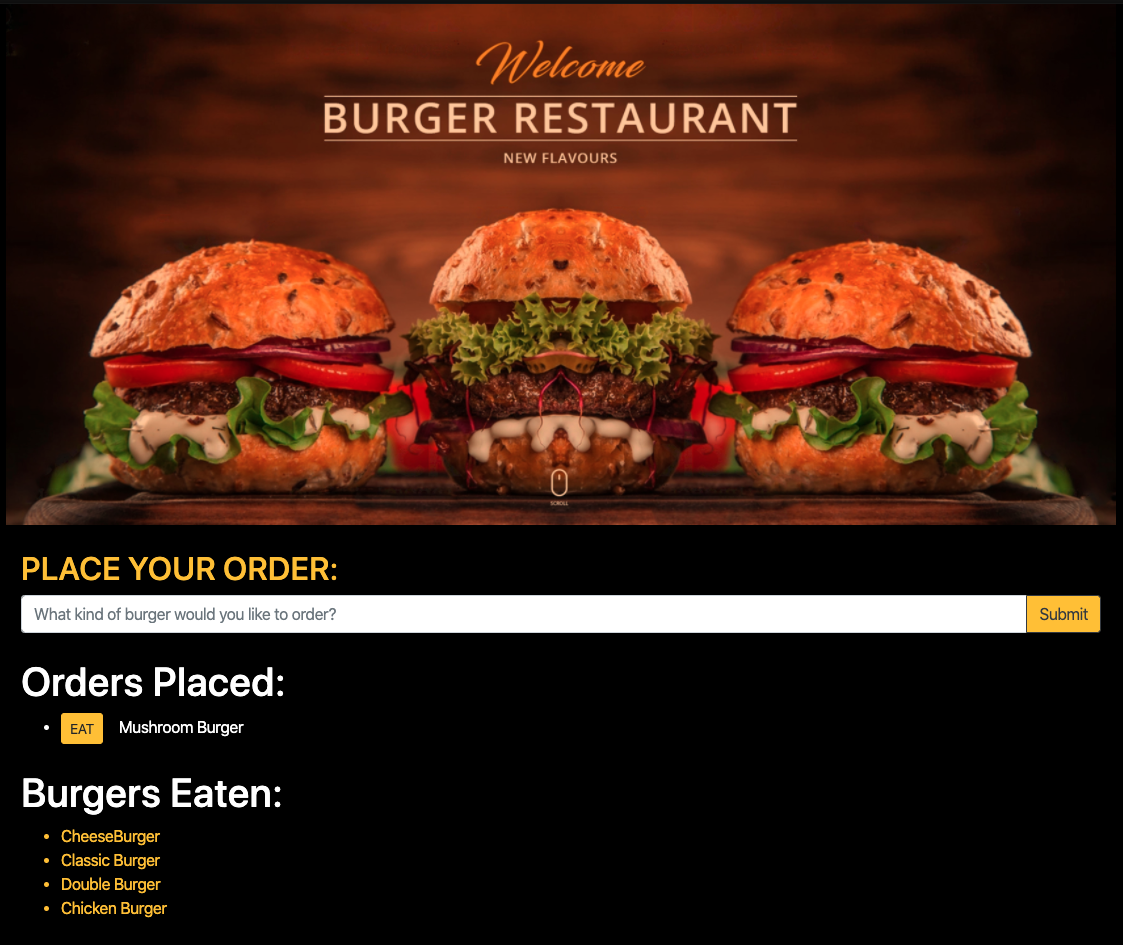 Welcome
BURGER RESTAURANT
NEW FLAVOURS
SCROLL
PLACE YOUR ORDER:
What kind of burger would you like to order? Submit
Orders Placed:
EAT Mushroom Burger
Burgers Eaten:
CheeseBurger
Classic Burger
Double Burger
Chicken Burger